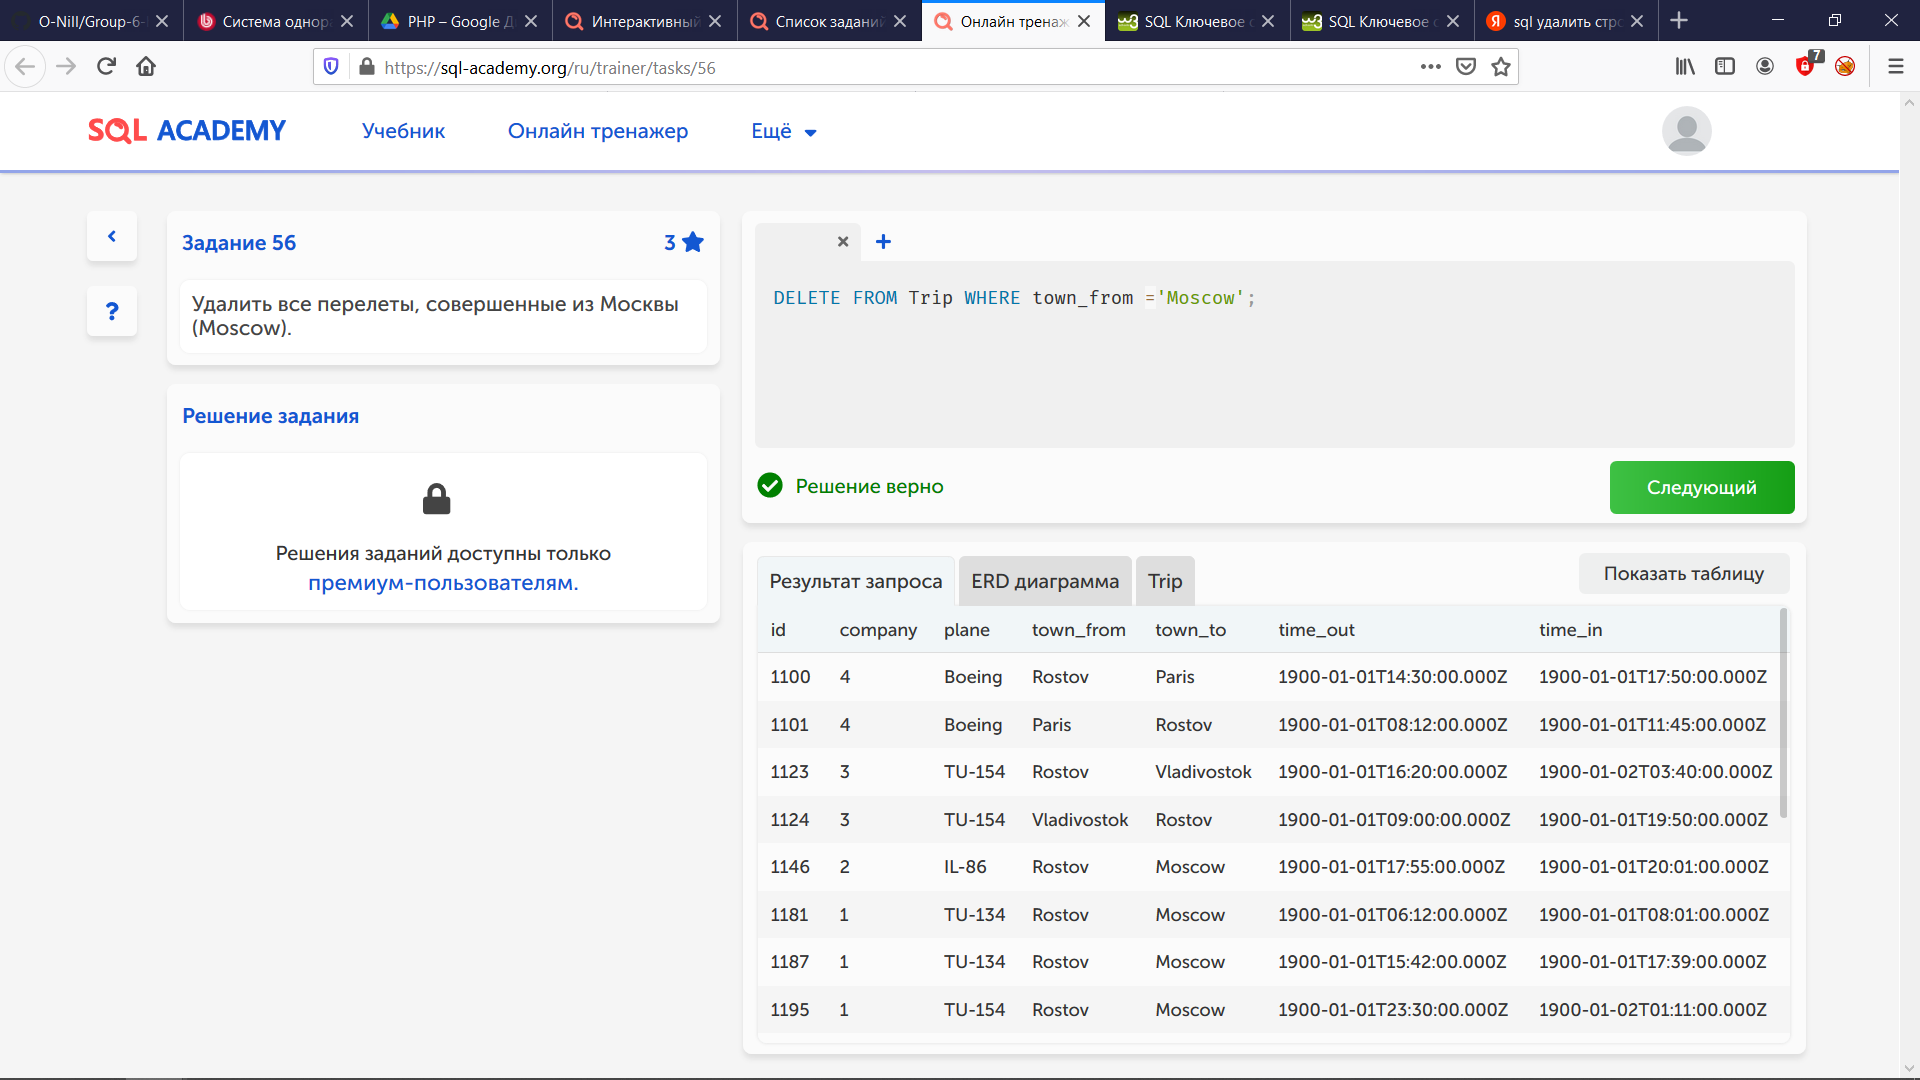 O-Nill/Group-6-
Система однора
PHP – Google Д
Интерактивный
Список заданий
Онлайн тренаж
SQL Ключевое с
SQL Ключевое с
sql удалить стро
https://sql-academy.org/ru/trainer/tasks/56
7
SQL ACADEMY
Учебник
Онлайн тренажер
Ещё
Задание 56
3
Удалить все перелеты, совершенные из Москвы
(Moscow).
Решение задания
Решения заданий доступны только
премиум-пользователям.
DELETE FROM Trip WHERE town_from ='Moscow';
Решение верно
Следующий
Результат запроса
ERD диаграмма
Trip
Показать таблицу
id company plane town_from town_to time_out time_in
1100 4 Boeing Rostov Paris 1900-01-01T14:30:00.000Z 1900-01-01T17:50:00.000Z
1101 4 Boeing Paris Rostov 1900-01-01T08:12:00.000Z 1900-01-01T11:45:00.000Z
1123 3 TU-154 Rostov Vladivostok 1900-01-01T16:20:00.000Z 1900-01-02T03:40:00.000Z
1124 3 TU-154 Vladivostok Rostov 1900-01-01T09:00:00.000Z 1900-01-01T19:50:00.000Z
1146 2 IL-86 Rostov Moscow 1900-01-01T17:55:00.000Z 1900-01-01T20:01:00.000Z
1181 1 TU-134 Rostov Moscow 1900-01-01T06:12:00.000Z 1900-01-01T08:01:00.000Z
1187 1 TU-134 Rostov Moscow 1900-01-01T15:42:00.000Z 1900-01-01T17:39:00.000Z
1195 1 TU-154 Rostov Moscow 1900-01-01T23:30:00.000Z 1900-01-02T01:11:00.000Z